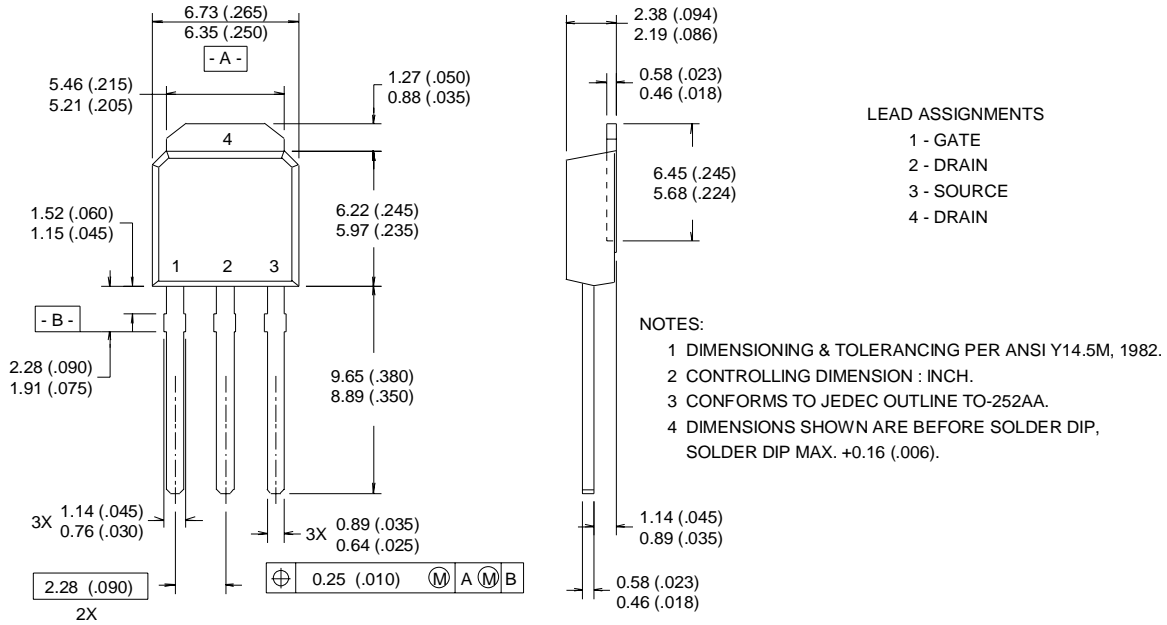 6.73 (.265)
6.35 (.250)
- A -
5.46 (.215)
5.21 (.205)
1.27 (.050)
0.88 (.035)
4
1.52 (.060)
1.15 (.045)
6.22 (.245)
5.97 (.235)
1 2 3
- B -
2.28 (.090)
1.91 (.075)
9.65 (.380)
8.89 (.350)
3X 1.14 (.045)
0.76 (.030)
3X 0.89 (.035)
0.64 (.025)
2.28 (.090)
2X
0.25 (.010) M A M B
2.38 (.094)
2.19 (.086)
0.58 (.023)
0.46 (.018)
6.45 (.245)
5.68 (.224)
1.14 (.045)
0.89 (.035)
0.58 (.023)
0.46 (.018)
LEAD ASSIGNMENTS
1 - GATE
2 - DRAIN
3 - SOURCE
4 - DRAIN
NOTES:
1 DIMENSIONING & TOLERANCING PER ANSI Y14.5M, 1982.
2 CONTROLLING DIMENSION : INCH.
3 CONFORMS TO JEDEC OUTLINE TO-252AA.
4 DIMENSIONS SHOWN ARE BEFORE SOLDER DIP,
SOLDER DIP MAX. +0.16 (.006).